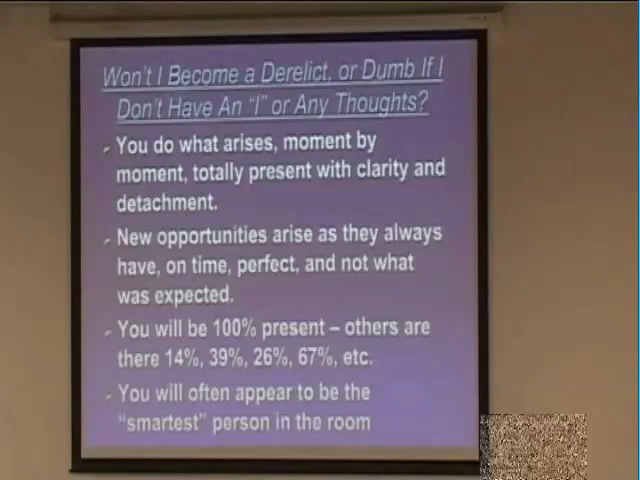 Won't I Become a Derelict, or Dumb If I
Don't Have An "I" or Any Thoughts?
You do what arises, moment by
moment, totally present with clarity and
detachment.
New opportunities arise as they always
have, on time, perfect, and not what
was expected.
You will be 100% present – others are
there 14%, 39%, 26%, 67%, etc.
You will often appear to be the
"smartest" person in the room